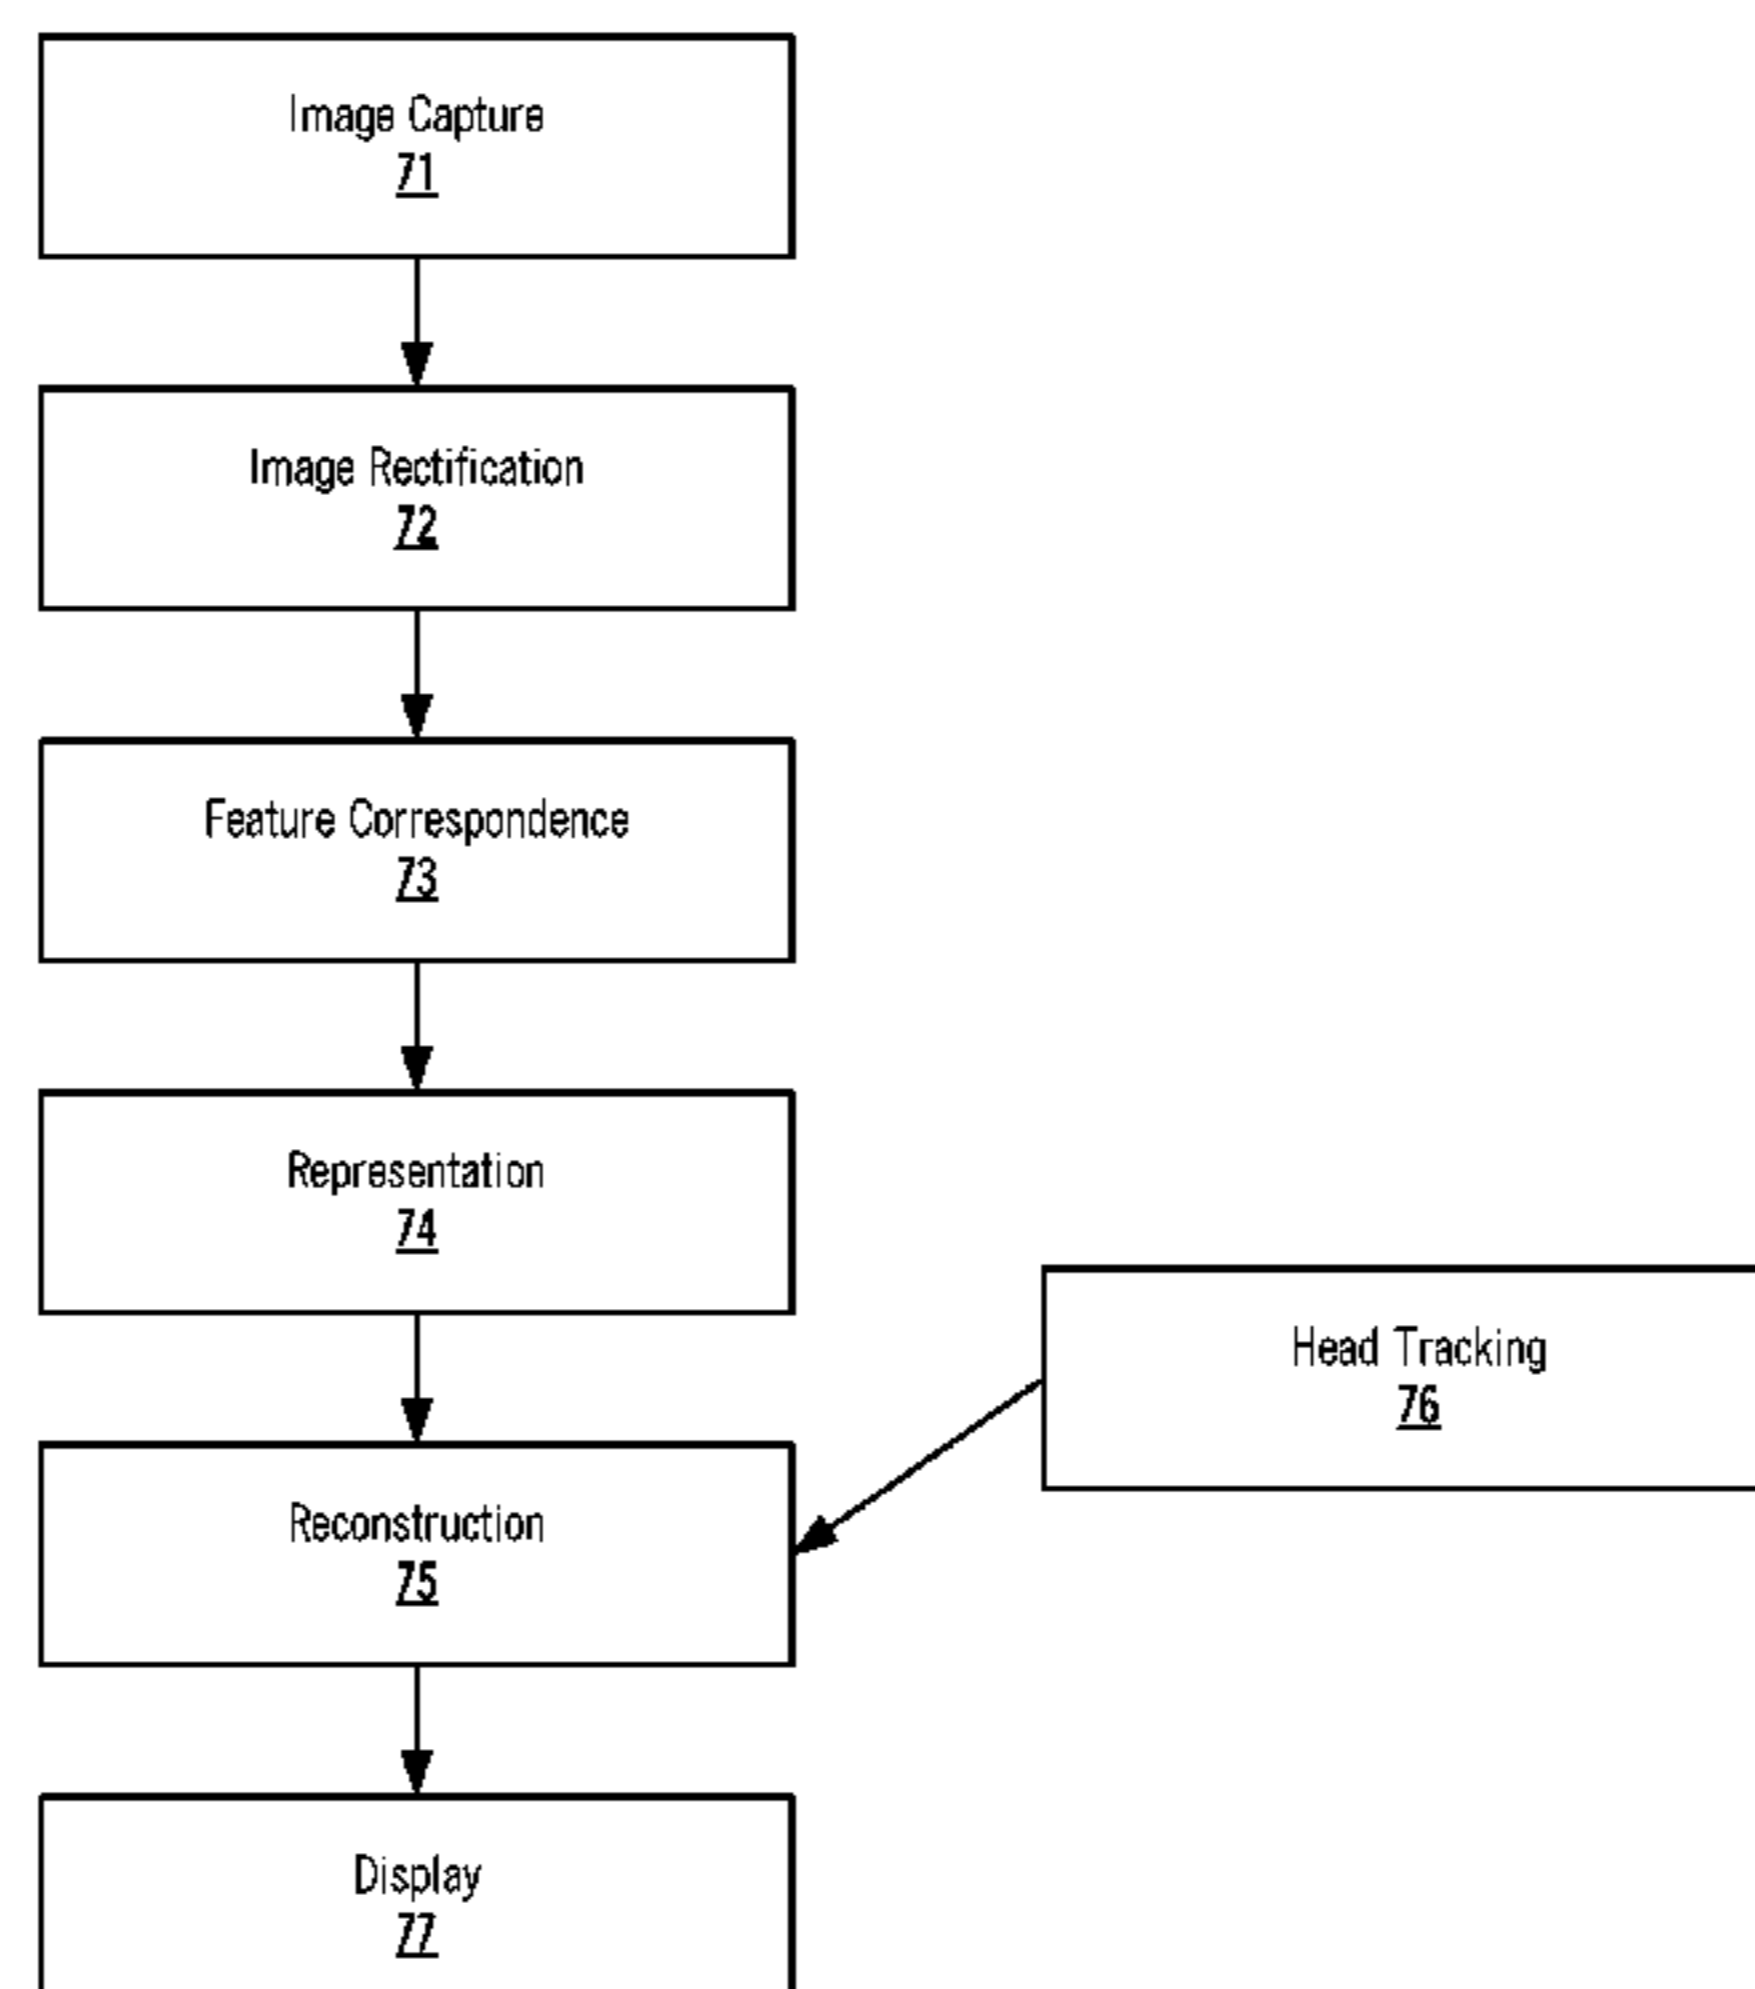 Image Capture
71
Image Rectification
72
Feature Correspondence
73
Representation
74
Head Tracking
76
Reconstruction
75
Display
77